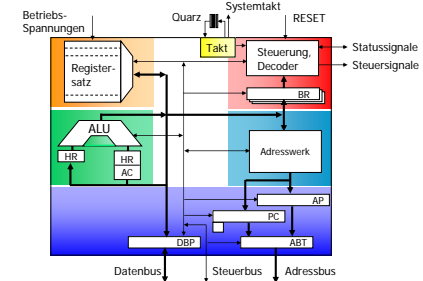 Betriebs-
Spannungen
Quarz
Systemtakt
RESET
Takt
Steuerung,
Decoder
Statussignale
Steuersignale
Register-
satz
BR
ALU
HR
HR
AC
Adresswerk
AP
PC
DBP
ABT
Datenbus
Steuerbus
Adressbus